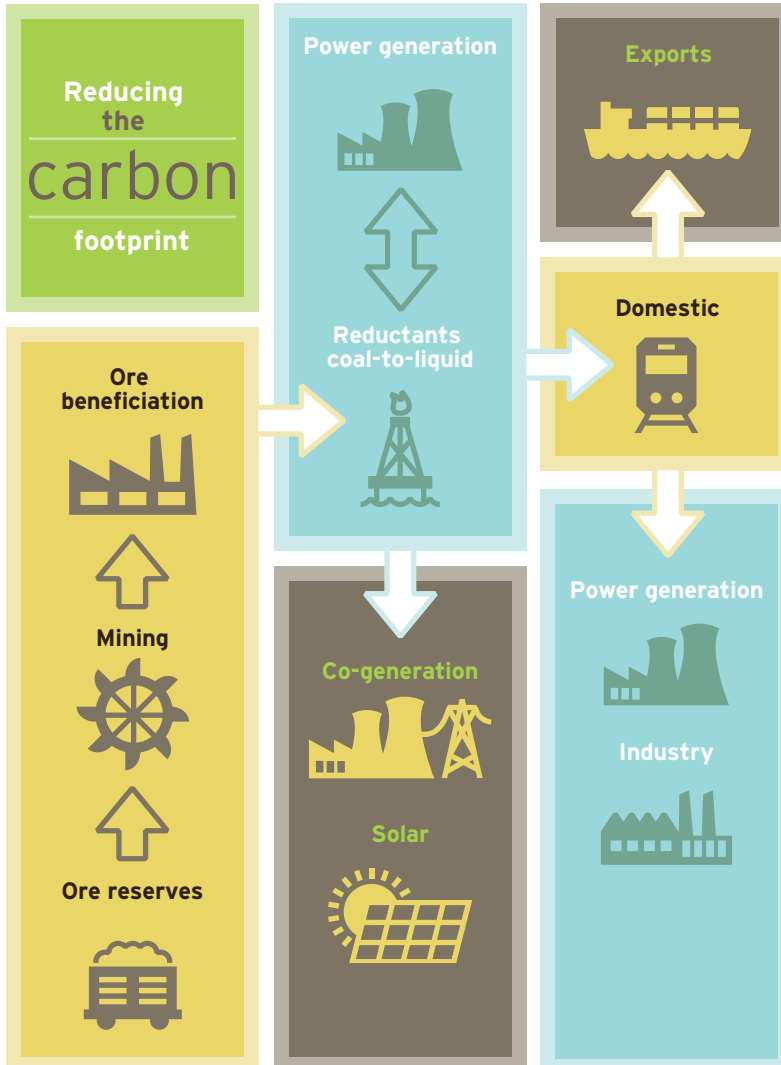 Reducing
the
carbon
footprint
Ore
beneficiation
Mining
Ore reserves
Power generation
Reductants
coal-to-liquid
Co-generation
Solar
Exports
Domestic
Power generation
Industry